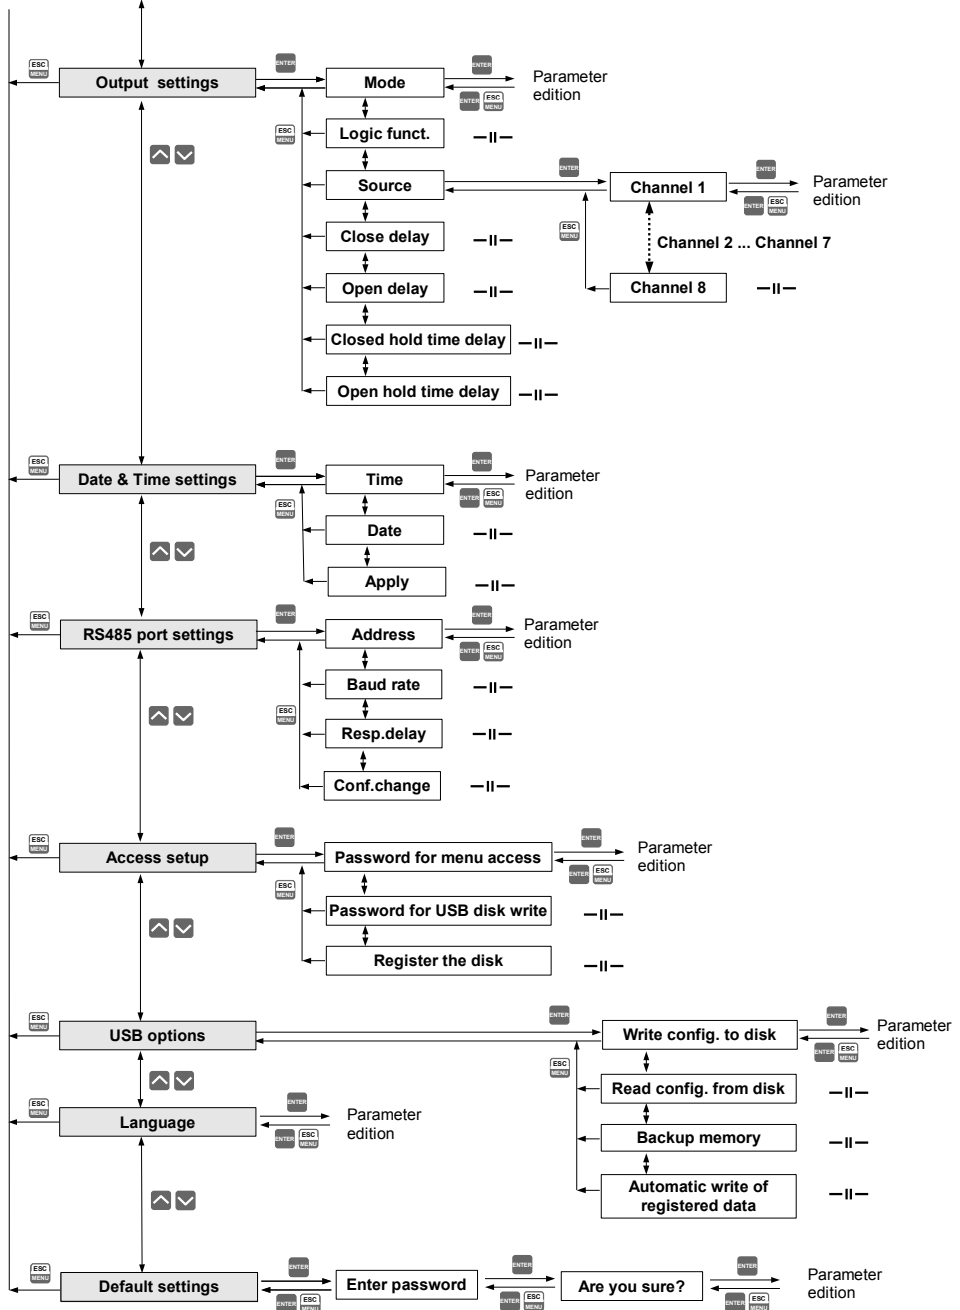 ESC
MENU
Output settings
ENTER
Mode
ENTER
ENTER
ESC
MENU
Parameter
edition
ESC
MENU
Logic funct.
—II—
Source
ENTER
Channel 1
ENTER
ENTER
ESC
MENU
Parameter
edition
ESC
MENU
Channel 2 ... Channel 7
Channel 8
—II—
Close delay
—II—
Open delay
—II—
Closed hold time delay
—II—
Open hold time delay
—II—
ESC
MENU
Date & Time settings
ENTER
Time
ENTER
ENTER
ESC
MENU
Parameter
edition
ESC
MENU
Date
—II—
Apply
—II—
ESC
MENU
RS485 port settings
ENTER
Address
ENTER
ENTER
ESC
MENU
Parameter
edition
Baud rate
—II—
ESC
MENU
Resp.delay
—II—
Conf.change
—II—
ESC
MENU
Access setup
ENTER
Password for menu access
ENTER
ENTER
ESC
MENU
Parameter
edition
ESC
MENU
Password for USB disk write
—II—
Register the disk
—II—
ESC
MENU
USB options
ENTER
Write config. to disk
ENTER
ENTER
ESC
MENU
Parameter
edition
ESC
MENU
Read config. from disk
—II—
Backup memory
—II—
Automatic write of
registered data
—II—
ESC
MENU
Language
ENTER
ENTER
ESC
MENU
Parameter
edition
ESC
MENU
Default settings
ENTER
ENTER
ESC
MENU
Enter password
ENTER
ENTER
ESC
MENU
Are you sure?
ENTER
ENTER
ESC
MENU
Parameter
edition